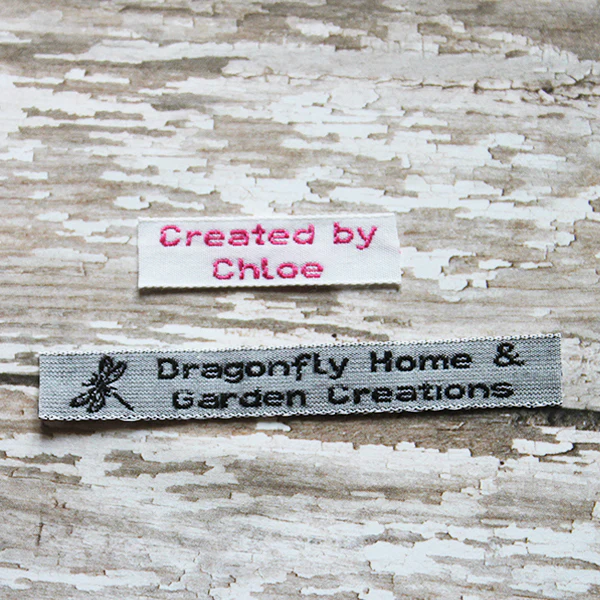 Created by
Chloe
Dragonfly Home &
Garden Creations